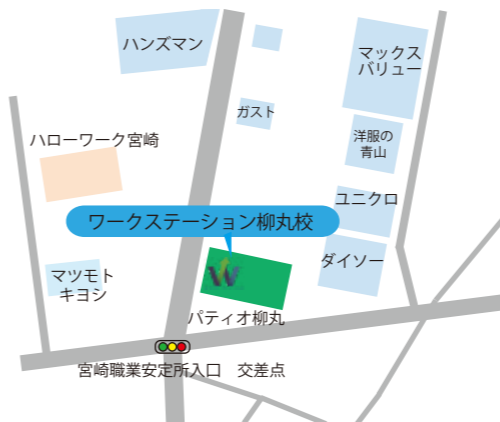 ハンズマン
マックス
バリュー
ガスト
洋服の
青山
ハローワーク宮崎
ユニクロ
ワークステーション柳丸校
ダイソー
マツモト
キヨシ
W
パティオ柳丸
宮崎職業安定所入口　交差点